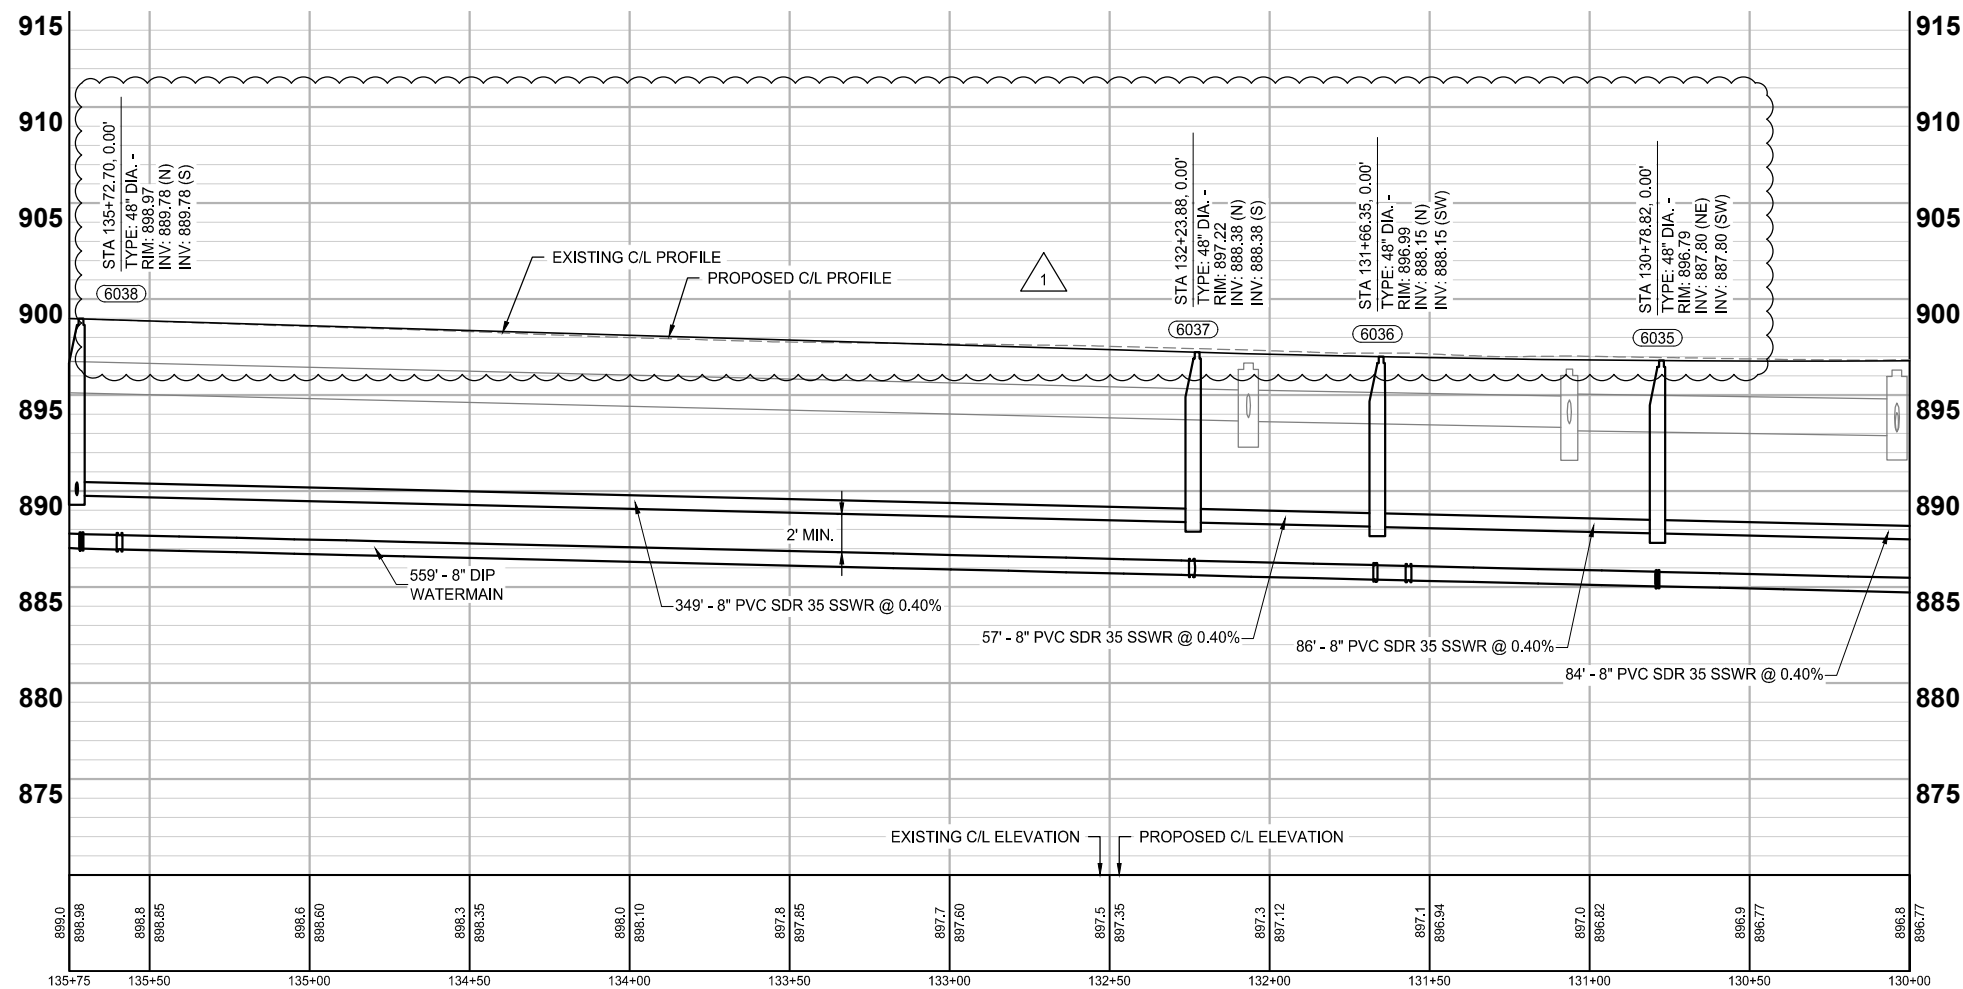 915
915
910
910
905
905
900
900
895
895
890
890
885
885
880
880
875
875
STA 135+72.70, 0.00'
TYPE: 48" DIA. -
RIM: 898.97
INV: 889.78 (N)
INV: 889.78 (S)
6038
EXISTING C/L PROFILE
PROPOSED C/L PROFILE
1
STA 132+23.88, 0.00'
TYPE: 48" DIA. -
RIM: 897.22
INV: 888.38 (N)
INV: 888.38 (S)
6037
STA 131+66.35, 0.00'
TYPE: 48" DIA. -
RIM: 896.99
INV: 888.15 (N)
INV: 888.15 (SW)
6036
STA 130+78.82, 0.00'
TYPE: 48" DIA. -
RIM: 896.79
INV: 887.80 (NE)
INV: 887.80 (SW)
6035
2' MIN.
559' - 8" DIP
WATERMAIN
349' - 8" PVC SDR 35 SSWR @ 0.40%
57' - 8" PVC SDR 35 SSWR @ 0.40%
86' - 8" PVC SDR 35 SSWR @ 0.40%
84' - 8" PVC SDR 35 SSWR @ 0.40%
EXISTING C/L ELEVATION
PROPOSED C/L ELEVATION
899.0
898.98
898.8
898.85
898.6
898.60
898.3
898.35
898.0
898.10
897.8
897.85
897.7
897.60
897.5
897.35
897.3
897.12
897.1
896.94
897.0
896.82
896.9
896.77
896.8
896.77
135+75
135+50
135+00
134+50
134+00
133+50
133+00
132+50
132+00
131+50
131+00
130+50
130+00